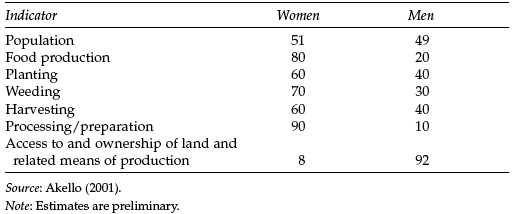 Indicator Women Men
Population 51 49
Food production 80 20
Planting 60 40
Weeding 70 30
Harvesting 60 40
Processing/preparation 90 10
Access to and ownership of land and
related means of production 8 92
Source: Akello (2001).
Note: Estimates are preliminary.